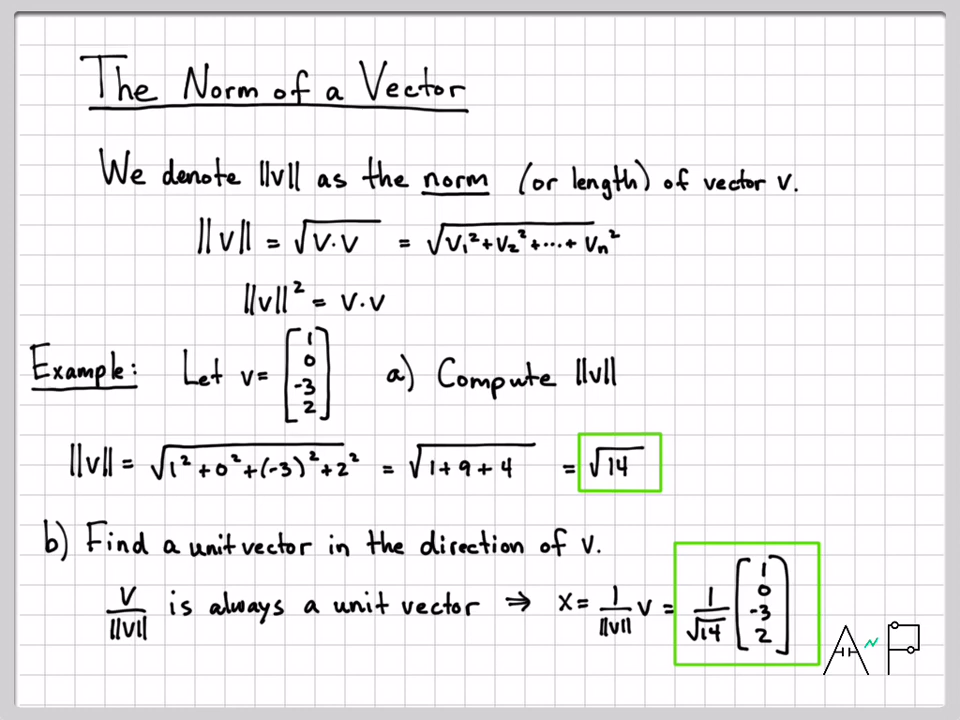 The Norm of a Vector
We denote ||v|| as the norm (or length) of vector v.
||v|| = √(v·v) = √(v₁² + v₂² + ... + vₙ²)
||v||² = v·v
Example: Let v = [1 0 -3 2] a) Compute ||v||
||v|| = √(1² + 0² + (-3)² + 2²) = √(1 + 9 + 4) = √14
b) Find a unit vector in the direction of v.
v/||v|| is always a unit vector ⇒ x = 1/||v|| v = 1/√14 [1 0 -3 2]
A P